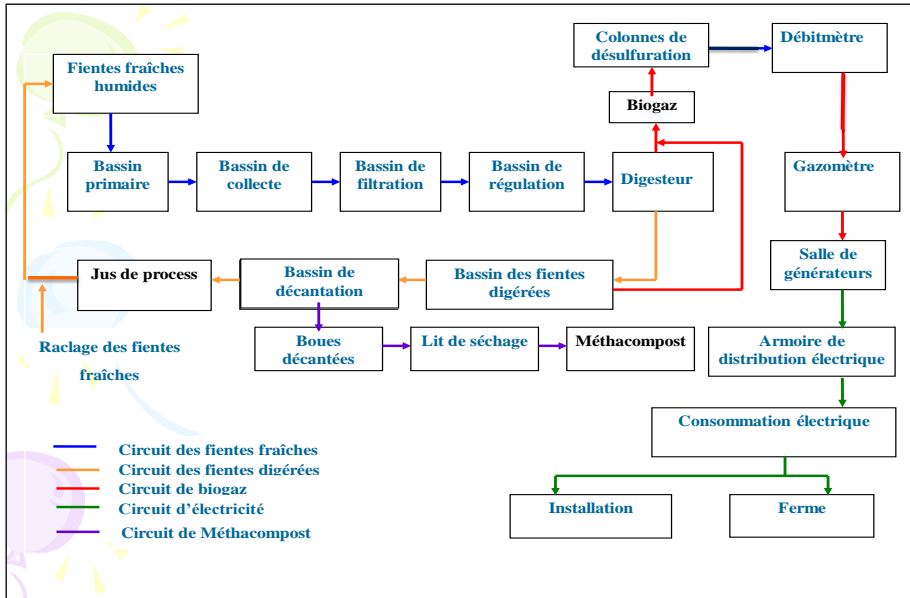 Colonnes de
désulfuration
Débitmètre
Fientes fraîches
humides
Biogaz
Bassin
primaire
Bassin de
collecte
Bassin de
filtration
Bassin de
régulation
Digesteur
Gazomètre
Jus de process
Bassin de
décantation
Bassin des fientes
digérées
Salle de
générateurs
Raclage des fientes
fraîches
Boues
décantées
Lit de séchage
Méthacompost
Armoire de
distribution électrique
Consommation électrique
Installation
Ferme
Circuit des fientes fraîches
Circuit des fientes digérées
Circuit de biogaz
Circuit d'électricité
Circuit de Méthacompost